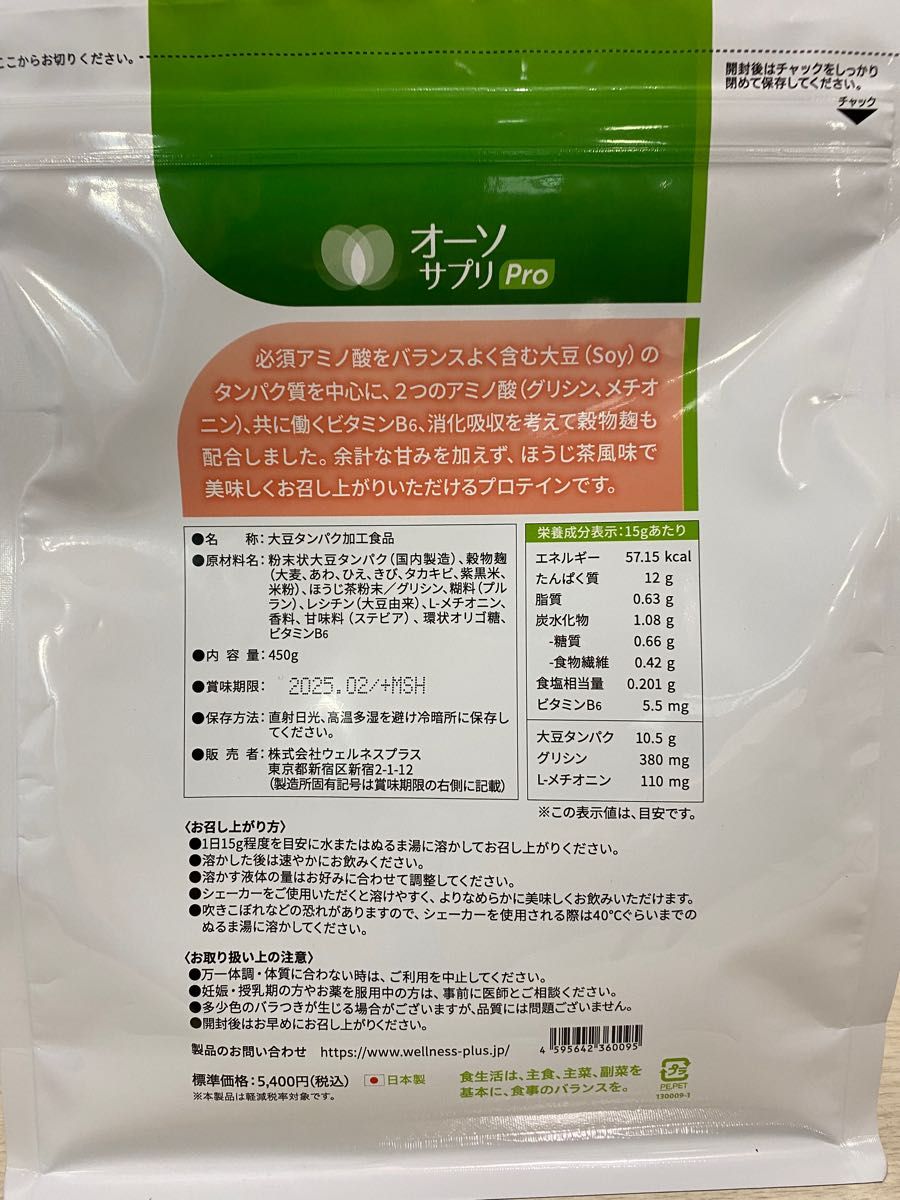 ここからお切りください。
開封後はチャックをしっかり
閉めて保存してください。
チャック
オーソ
サプリ Pro
必須アミノ酸をバランスよく含む大豆(Soy)の
タンパク質を中心に、2つのアミノ酸(グリシン、メチオ
ニン)、共に働くビタミンB6、消化吸収を考えて穀物麹も
配合しました。余計な甘みを加えず、ほうじ茶風味で
美味しくお召し上がりいただけるプロテインです。
●名　　称:大豆タンパク加工食品
●原材料名:粉末状大豆タンパク(国内製造)、穀物麹
(大麦、あわ、ひえ、きび、タカキビ、紫黒米、
米粉)、ほうじ茶粉末/グリシン、糊料(プル
ラン)、レシチン(大豆由来)、L-メチオニン、
香料、甘味料(ステビア)、環状オリゴ糖、
ビタミンB6
●内 容 量:450g
●賞味期限: 2025.02/+MSH
●保存方法:直射日光、高温多湿を避け冷暗所に保存し
てください。
●販 売 者:株式会社ウェルネスプラス
東京都新宿区新宿2-1-12
(製造所固有記号は賞味期限の右側に記載)
栄養成分表示:15gあたり
エネルギー 57.15 kcal
たんぱく質 12 g
脂質 0.63 g
炭水化物 1.08 g
-糖質 0.66 g
-食物繊維 0.42 g
食塩相当量 0.201 g
ビタミンB6 5.5 mg
大豆タンパク 10.5 g
グリシン 380 mg
L-メチオニン 110 mg
※この表示値は、目安です。
〈お召し上がり方〉
●1日15g程度を目安に水またはぬるま湯に溶かしてお召し上がりください。
●溶かした後は速やかにお飲みください。
●溶かす液体の量はお好みに合わせて調整してください。
●シェーカーをご使用いただくと溶けやすく、よりなめらかに美味しくお飲みいただけます。
●吹きこぼれなどの恐れがありますので、シェーカーを使用される際は40℃ぐらいまでの
ぬるま湯に溶かしてください。
〈お取り扱い上の注意〉
●万一体調・体質に合わない時は、ご利用を中止してください。
●妊娠・授乳期の方やお薬を服用中の方は、事前に医師とご相談ください。
●多少色のバラつきが生じる場合がございますが、品質には問題ございません。
●開封後はお早めにお召し上がりください。
製品のお問い合わせ https://www.wellness-plus.jp/
4 595642 360095
標準価格:5,400円(税込)
日本製
※本製品は軽減税率対象です。
食生活は、主食、主菜、副菜を
基本に、食事のバランスを。
プラ
PE,PET
130009-1